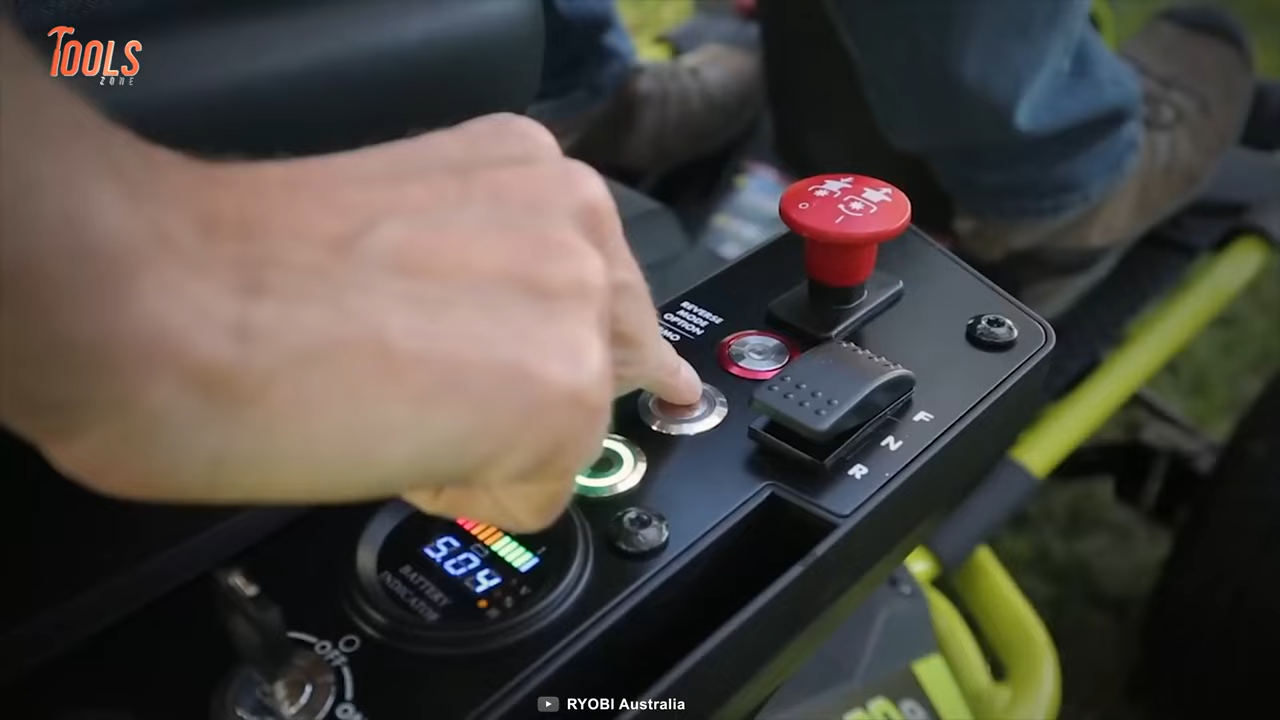 TOOLS
ZONE
REVERSE
MODE
OPTION
F
N
R
5.04
BATTERY
INDICATOR
OFF
RYOBI Australia